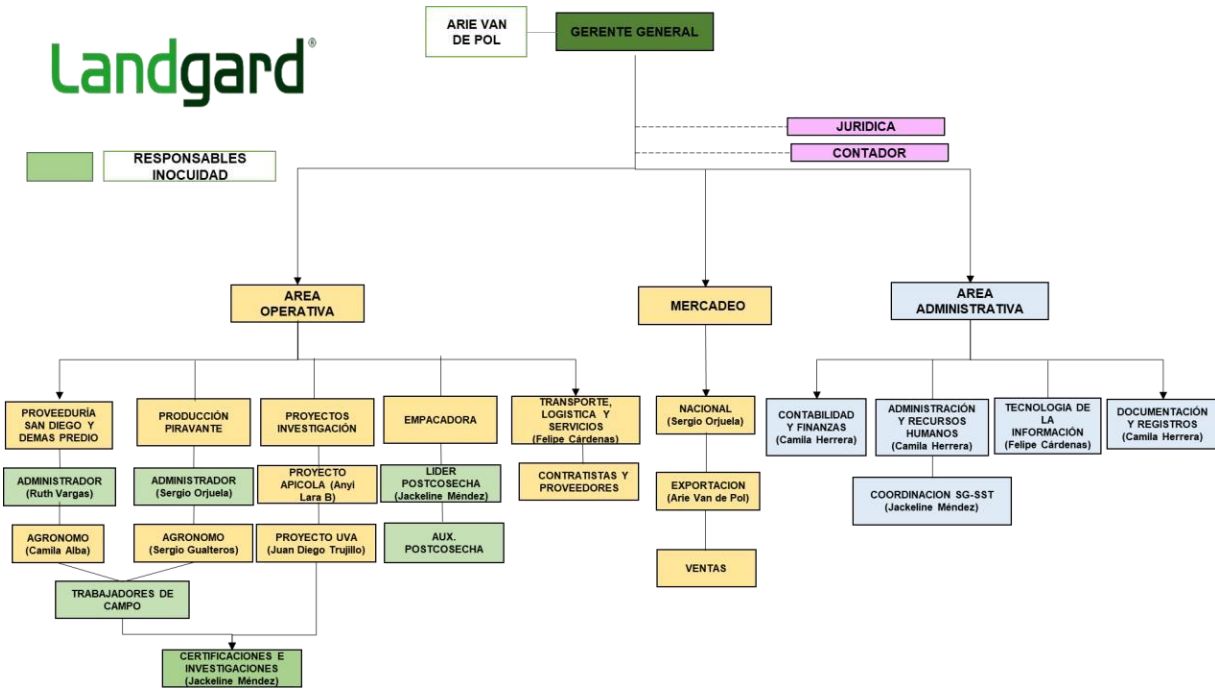 ARIE VAN
DE POL
GERENTE GENERAL
Landgard®
JURIDICA
CONTADOR
RESPONSABLES
INOCUIDAD
AREA
OPERATIVA
MERCADEO
AREA
ADMINISTRATIVA
PROVEEDURÍA
SAN DIEGO Y
DEMAS PREDIO
PRODUCCIÓN
PIRAVANTE
PROYECTOS
INVESTIGACIÓN
EMPACADORA
TRANSPORTE,
LOGISTICA Y
SERVICIOS
(Felipe Cárdenas)
NACIONAL
(Sergio Orjuela)
CONTABILIDAD
Y FINANZAS
(Camila Herrera)
ADMINISTRACIÓN
Y RECURSOS
HUMANOS
(Camila Herrera)
TECNOLOGIA DE
LA
INFORMACIÓN
(Felipe Cárdenas)
DOCUMENTACIÓN
Y REGISTROS
(Camila Herrera)
ADMINISTRADOR
(Ruth Vargas)
ADMINISTRADOR
(Sergio Orjuela)
PROYECTO
APICOLA (Anyi
Lara B)
LIDER
POSTCOSECHA
(Jackeline Méndez)
CONTRATISTAS Y
PROVEEDORES
EXPORTACION
(Arie Van de Pol)
COORDINACION SG-SST
(Jackeline Méndez)
AGRONOMO
(Camila Alba)
AGRONOMO
(Sergio Gualteros)
PROYECTO UVA
(Juan Diego Trujillo)
AUX.
POSTCOSECHA
VENTAS
TRABAJADORES DE
CAMPO
CERTIFICACIONES E
INVESTIGACIONES
(Jackeline Méndez)